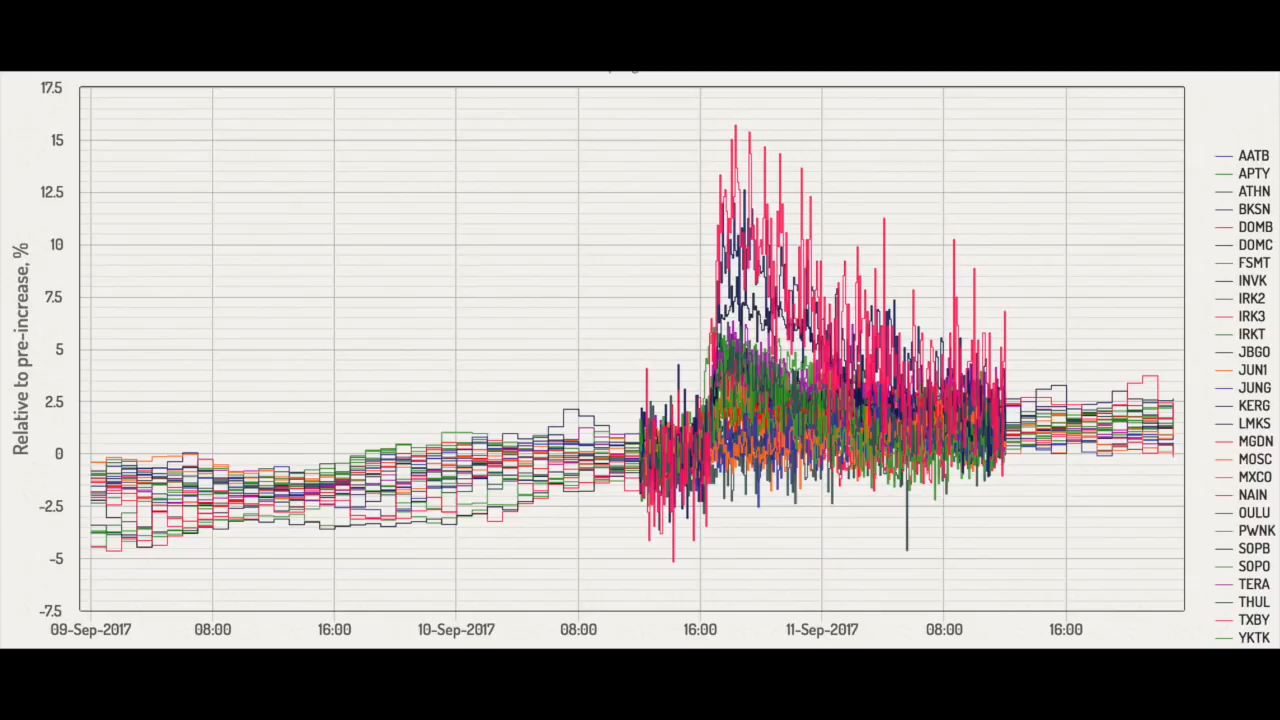 17.5
15
12.5
10
7.5
5
2.5
0
-2.5
-5
-7.5
Relative to pre-increase, %
09-Sep-2017 08:00 16:00 10-Sep-2017 08:00 16:00 11-Sep-2017 08:00 16:00
AATB
APTY
ATHN
BKSN
DOMB
DOMC
FSMT
INVK
IRK2
IRK3
IRKT
JBGO
JUN1
JUNG
KERG
LMKS
MGDN
MOSC
MXCO
NAIN
OULU
PWNK
SOPB
SOPO
TERA
THUL
TXBY
YKTK